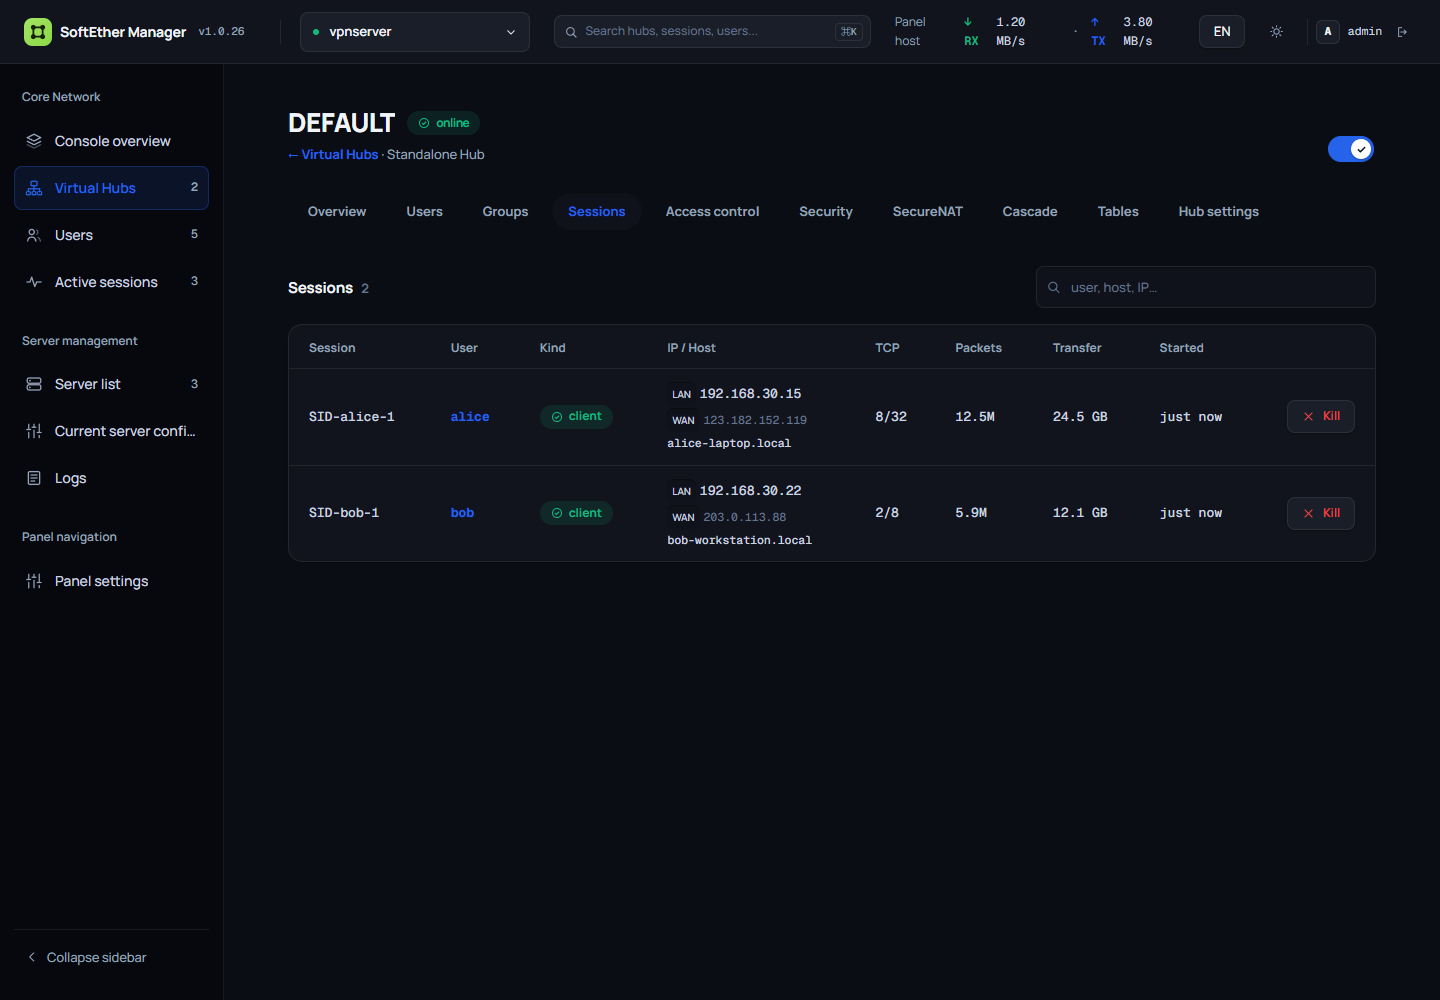 SoftEther Manager v1.0.26
vpnserver
Search hubs, sessions, users... ⌘K
Panel host
↓ RX 1.20 MB/s · ↑ TX 3.80 MB/s
EN
A admin
Core Network
Console overview
Virtual Hubs 2
Users 5
Active sessions 3
Server management
Server list 3
Current server confi...
Logs
Panel navigation
Panel settings
Collapse sidebar
DEFAULT online
← Virtual Hubs · Standalone Hub
Overview Users Groups Sessions Access control Security SecureNAT Cascade Tables Hub settings
Sessions 2
user, host, IP...
Session User Kind IP / Host TCP Packets Transfer Started
SID-alice-1 alice client
LAN 192.168.30.15
WAN 123.182.152.119
alice-laptop.local
8/32 12.5M 24.5 GB just now Kill
SID-bob-1 bob client
LAN 192.168.30.22
WAN 203.0.113.88
bob-workstation.local
2/8 5.9M 12.1 GB just now Kill